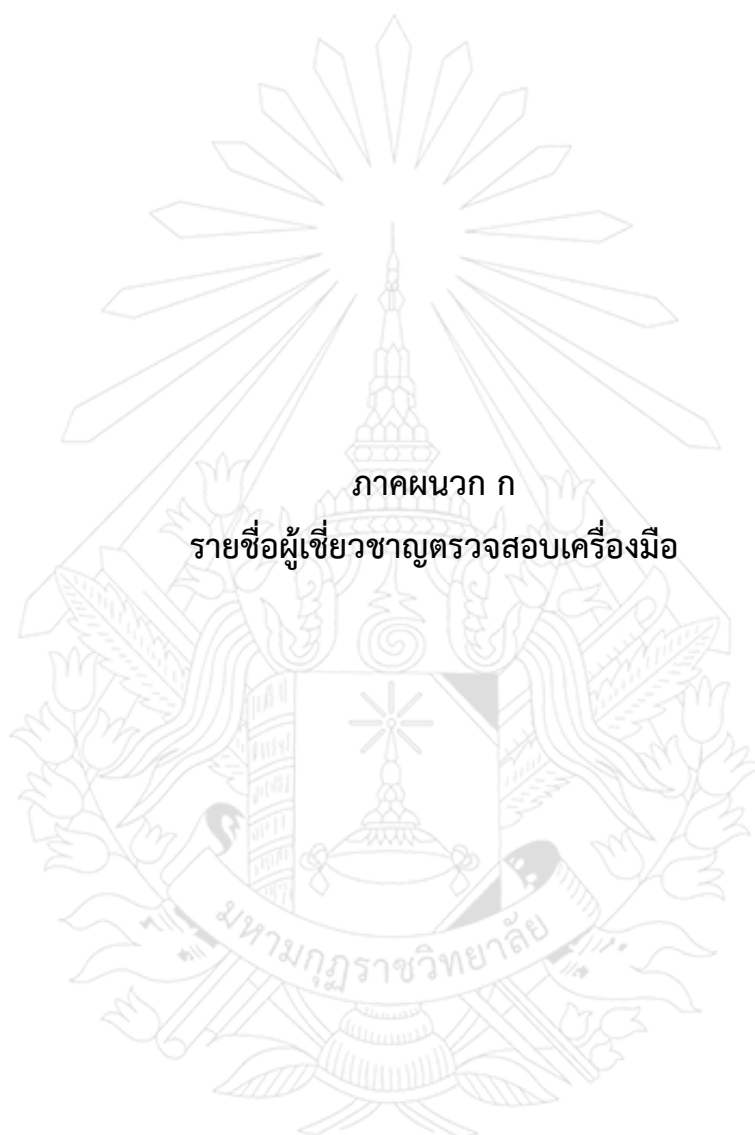 ภาคผนวก ก
รายชื่อผู้เชี่ยวชาญตรวจสอบเครื่องมือ
มหามกุฏราชวิทยาลัย